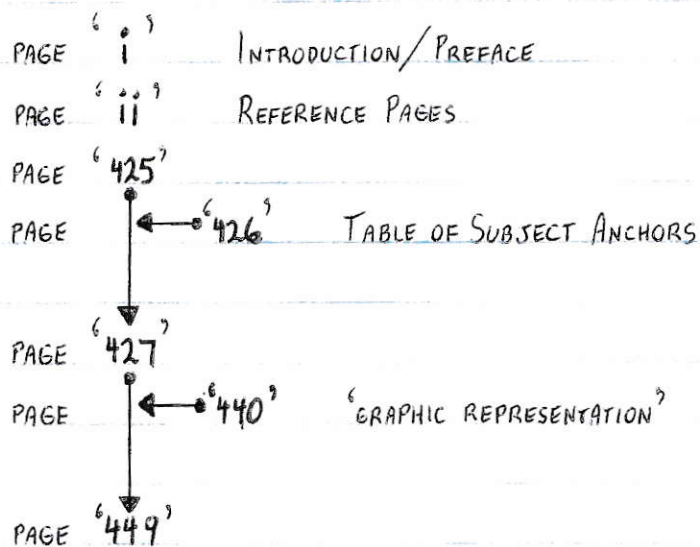 PAGE ‘i’ INTRODUCTION/PREFACE
PAGE ‘ii’ REFERENCE PAGES
PAGE ‘425’
PAGE ‘426’ TABLE OF SUBJECT ANCHORS
PAGE ‘427’
PAGE ‘440’ ‘GRAPHIC REPRESENTATION’
PAGE ‘449’